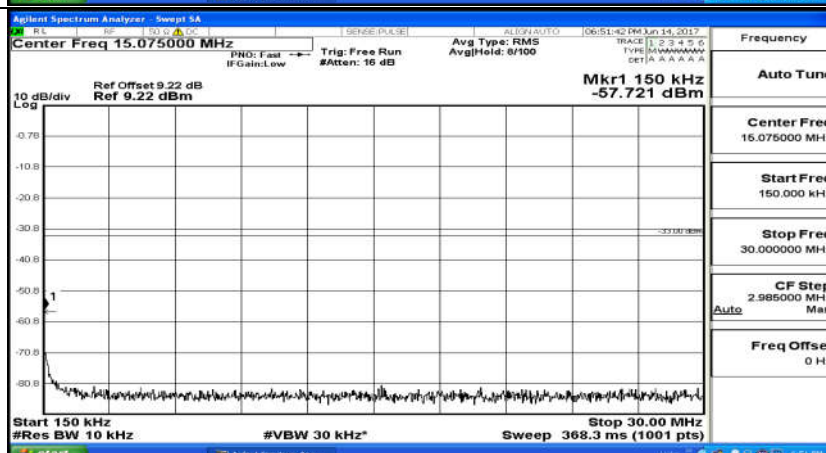 Agilent Spectrum Analyzer - Swept SA
RL RF 50 Ω DC SENSE:PULSE ALIGN AUTO 06:51:42 PM Jun 14, 2017
Center Freq 15.075000 MHz
PNO: Fast
IFGain:Low
Trig: Free Run
#Atten: 16 dB
Avg Type: RMS
Avg|Hold: 8/100
TRACE 1 2 3 4 5 6
TYPE M
DET A A A A A A
Ref Offset 9.22 dB
10 dB/div Ref 9.22 dBm
Log
Mkr1 150 kHz
-57.721 dBm
-0.78
-10.8
-20.8
-30.8
-33.00 dBm
-40.8
-50.8
1
-60.8
-70.8
-80.8
Start 150 kHz
Stop 30.00 MHz
#Res BW 10 kHz #VBW 30 kHz* Sweep 368.3 ms (1001 pts)
Frequency
Auto Tun
Center Fre
15.075000 MH
Start Fre
150.000 kH
Stop Fre
30.000000 MH
CF Ste
2.985000 MH
Auto Ma
Freq Offse
0 H